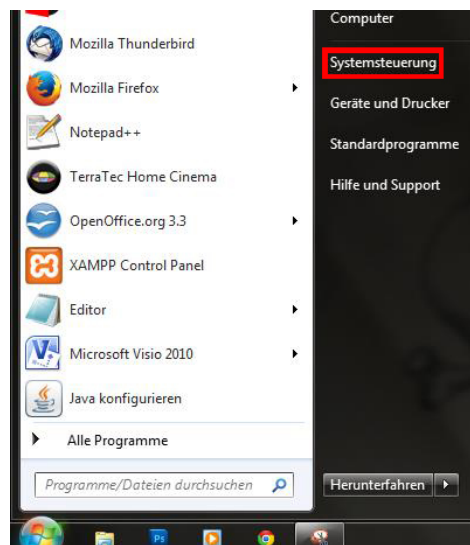 Mozilla Thunderbird
Mozilla Firefox
Notepad++
TerraTec Home Cinema
OpenOffice.org 3.3
XAMPP Control Panel
Editor
Microsoft Visio 2010
Java konfigurieren
Alle Programme
Programme/Dateien durchsuchen
Computer
Systemsteuerung
Geräte und Drucker
Standardprogramme
Hilfe und Support
Herunterfahren
Ps